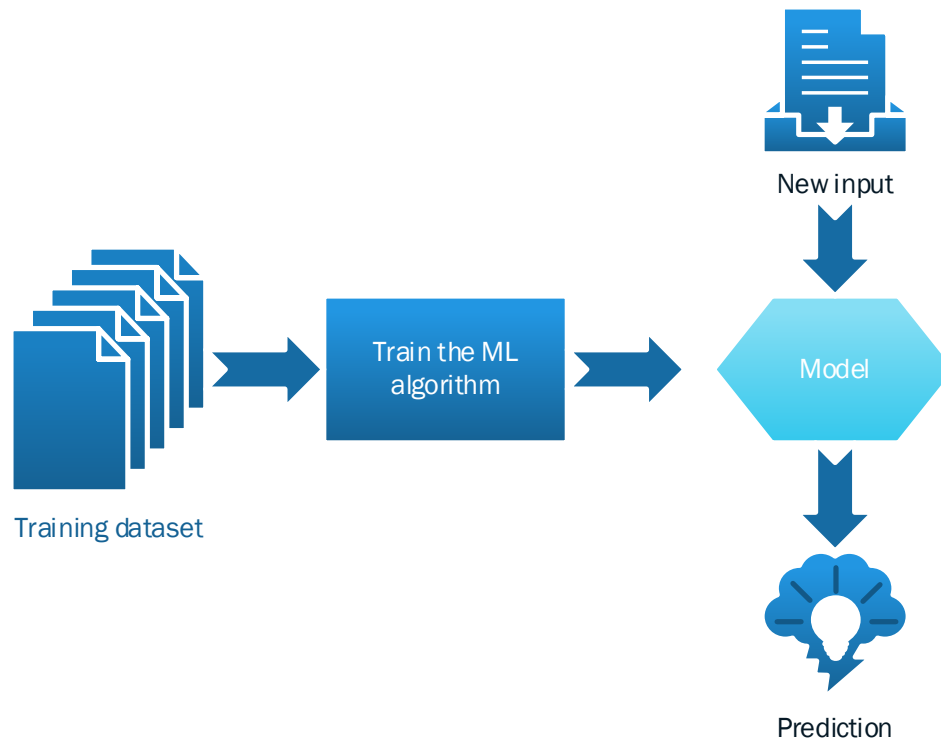 New input
Train the ML
algorithm
Model
Training dataset
Prediction